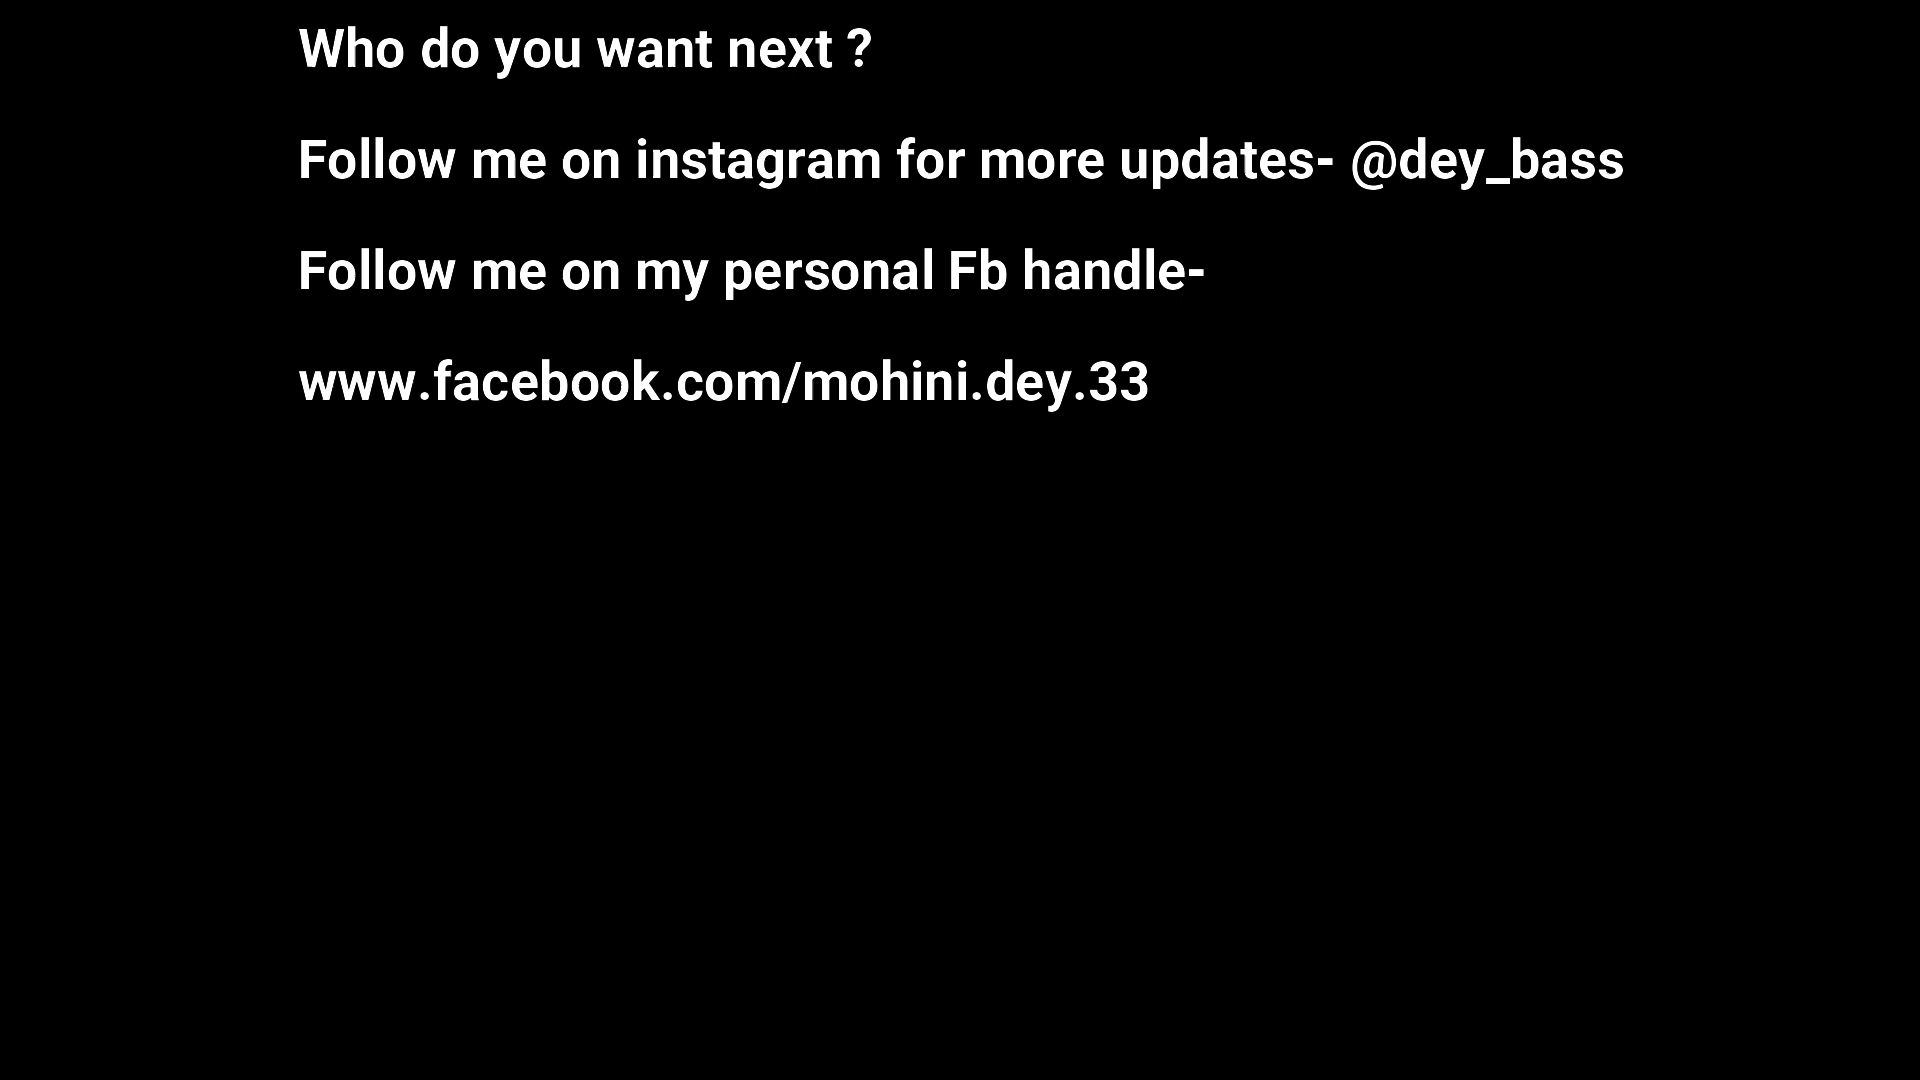 Who do you want next ?
Follow me on instagram for more updates- @dey_bass
Follow me on my personal Fb handle-
www.facebook.com/mohini.dey.33